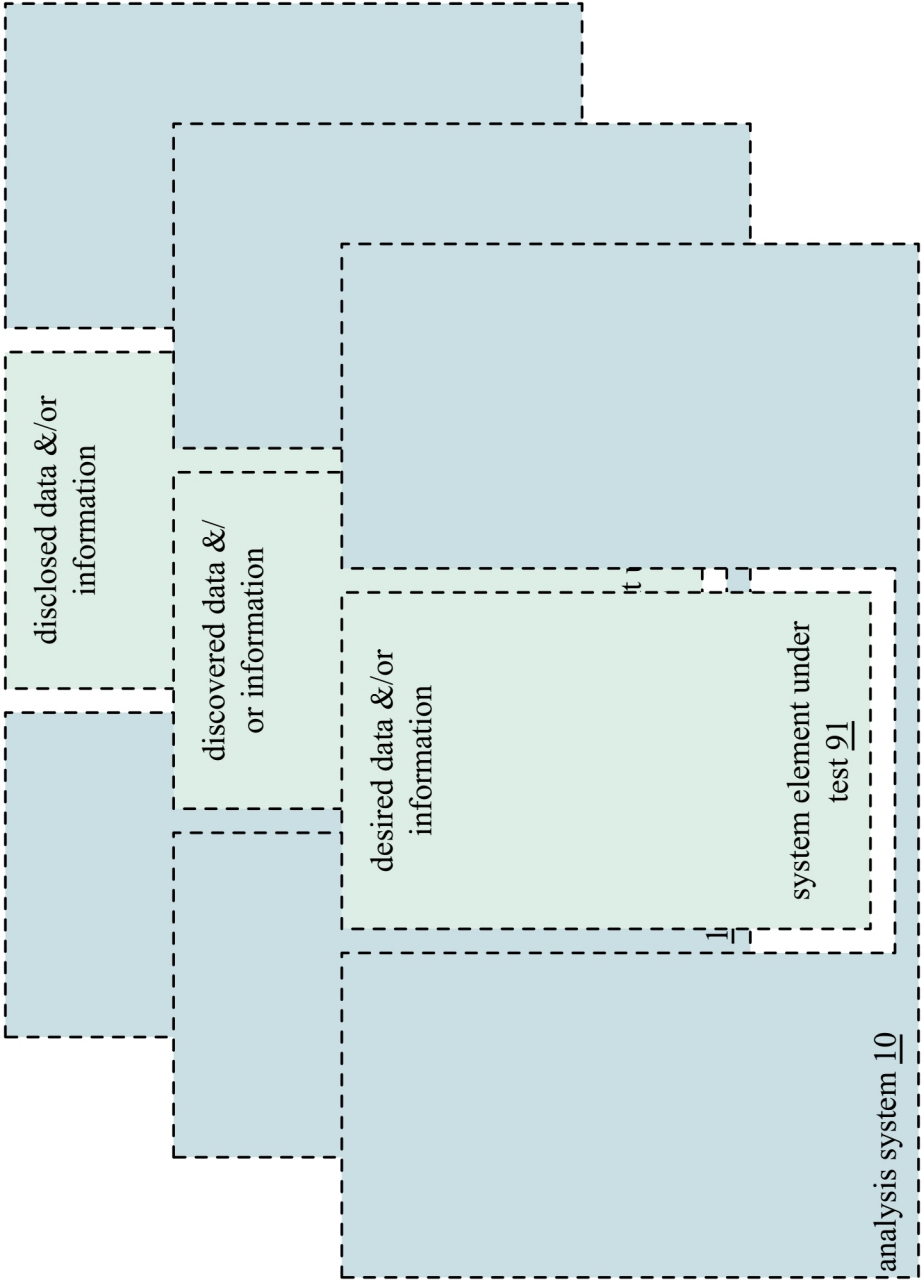 disclosed data &/or
information
discovered data &/
or information
desired data &/or
information
system element under
test 91
analysis system 10